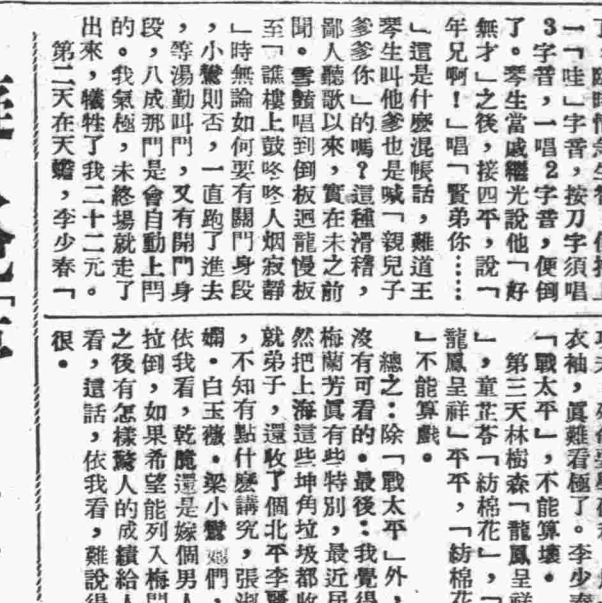 一「哇」字音，按刀字須唱
3字音，一唱2字音，便倒
了。琴生當戚繼光說他「好
無才」之後，接四平，說「
年兄啊！」唱「賢弟你……
」這是什麼混帳話，難道王
琴生叫他爹也是喊「親兒子
爹爹你」的嗎？這種滑稽，
鄙人聽歌以來，實在未之前
聞。雪艷唱到倒板迴龍慢板
至「譙樓上鼓咚咚人烟寂靜
」時無論如何要有關門身段
，小鶯則否，一直跑了進去
，等湯勤叫門，又有開門身
段，八成那門是會自動上閂
的。我氣極，未終場就走了
出來，犧牲了我二十二元。
第二天在天蟾，李少春「
衣袖，眞難看極了。李少春
「戰太平」，不能算壞。
第三天林樹森「龍鳳呈祥
」，童芷苓「紡棉花」，「
龍鳳呈祥」平平，「紡棉花
」不能算戲。
總之：除「戰太平」外，
沒有可看的。最後：我覺得
梅蘭芳眞有些特別，最近居
然把上海這些坤角垃圾都收
就弟子，還收了個北平李
，不知有點什麼講究，張淑
嫻。白玉薇。梁小鸞她們，
依我看，乾脆還是嫁個男人
拉倒，如果希望能列入梅門
之後有怎樣驚人的成績給人
看，這話，依我看，難說得
很。